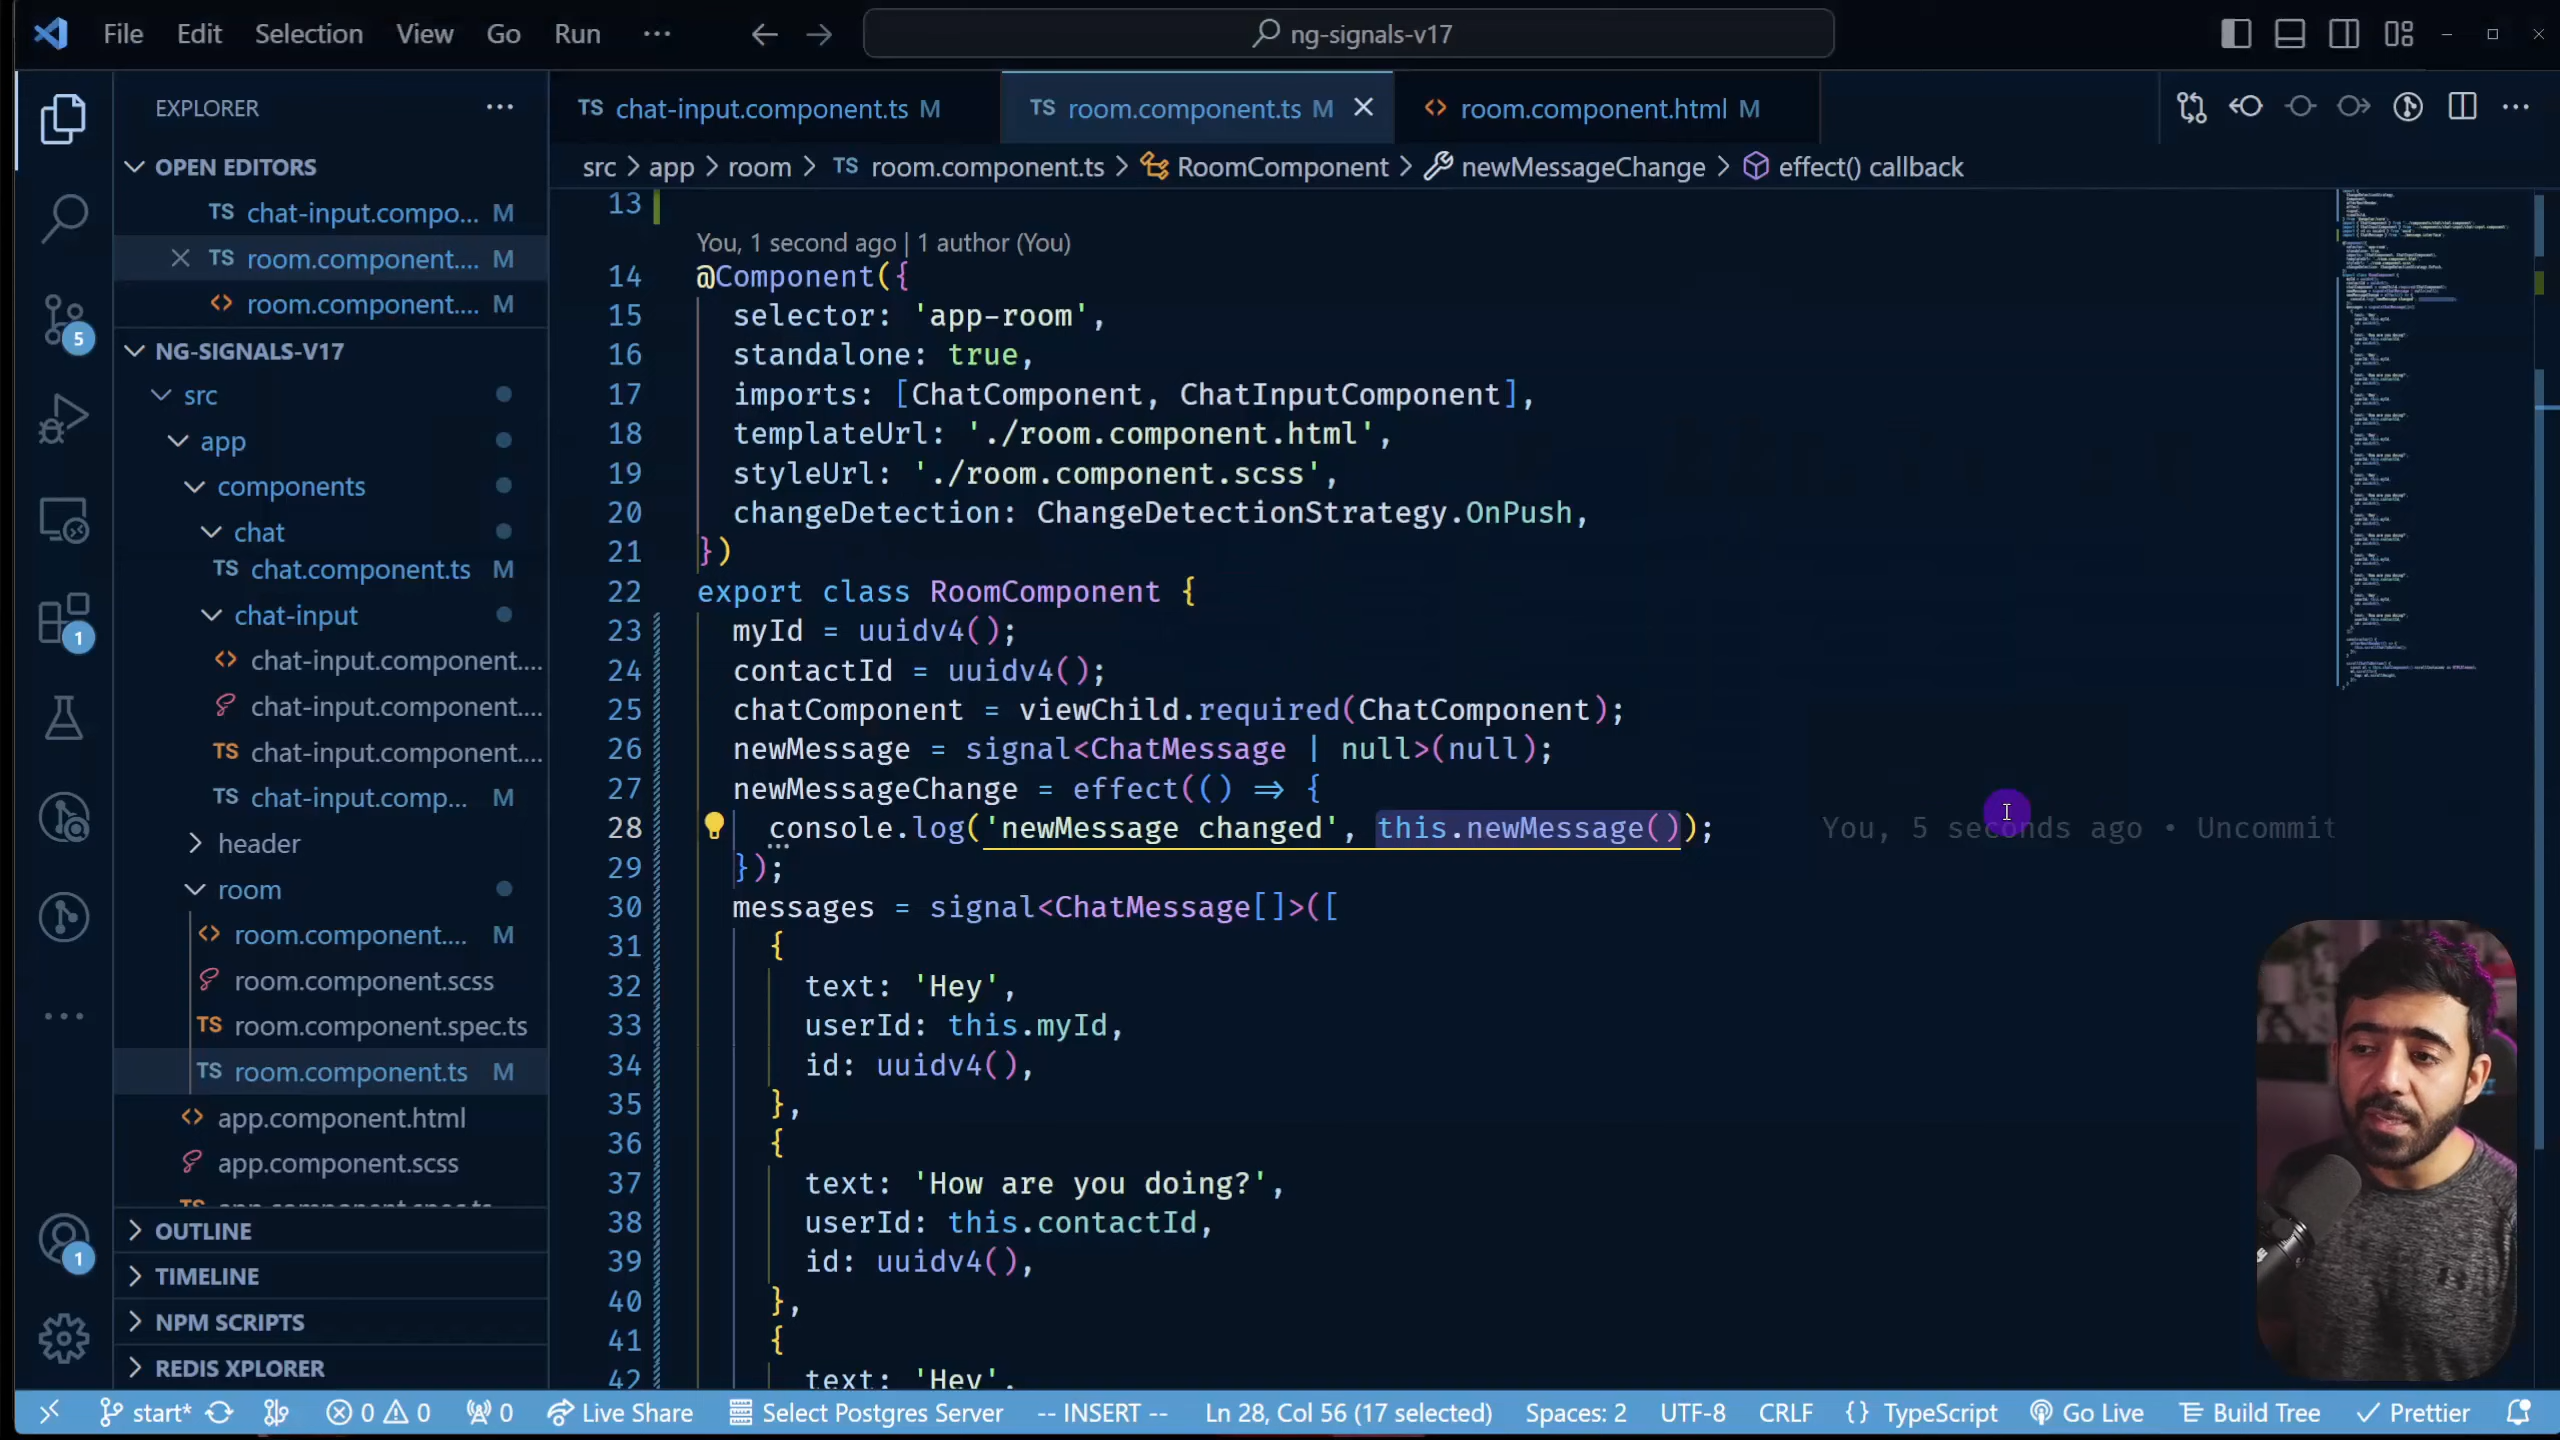 File Edit Selection View Go Run ··· ng-signals-v17
EXPLORER ···
OPEN EDITORS
TS chat-input.compo... M
TS room.component.... M
<> room.component.... M
NG-SIGNALS-V17
src
app
components
chat
TS chat.component.ts M
chat-input
<> chat-input.component....
chat-input.component....
TS chat-input.component....
TS chat-input.comp... M
header
room
<> room.component.... M
room.component.scss
TS room.component.spec.ts
TS room.component.ts M
<> app.component.html
app.component.scss
OUTLINE
TIMELINE
NPM SCRIPTS
REDIS XPLORER
5
1
1
TS chat-input.component.ts M
TS room.component.ts M
<> room.component.html M
src > app > room > TS room.component.ts > RoomComponent > newMessageChange > effect() callback
13
You, 1 second ago | 1 author (You)
14 @Component({
15 selector: 'app-room',
16 standalone: true,
17 imports: [ChatComponent, ChatInputComponent],
18 templateUrl: './room.component.html',
19 styleUrl: './room.component.scss',
20 changeDetection: ChangeDetectionStrategy.OnPush,
21 })
22 export class RoomComponent {
23 myId = uuidv4();
24 contactId = uuidv4();
25 chatComponent = viewChild.required(ChatComponent);
26 newMessage = signal<ChatMessage | null>(null);
27 newMessageChange = effect(() => {
28 console.log('newMessage changed', this.newMessage()); You, 5 seconds ago • Uncommit
29 });
30 messages = signal<ChatMessage[]>([
31 {
32 text: 'Hey',
33 userId: this.myId,
34 id: uuidv4(),
35 },
36 {
37 text: 'How are you doing?',
38 userId: this.contactId,
39 id: uuidv4(),
40 },
41 {
42 text: 'Hey',
start* 0 0 0 Live Share Select Postgres Server -- INSERT -- Ln 28, Col 56 (17 selected) Spaces: 2 UTF-8 CRLF {} TypeScript Go Live Build Tree Prettier